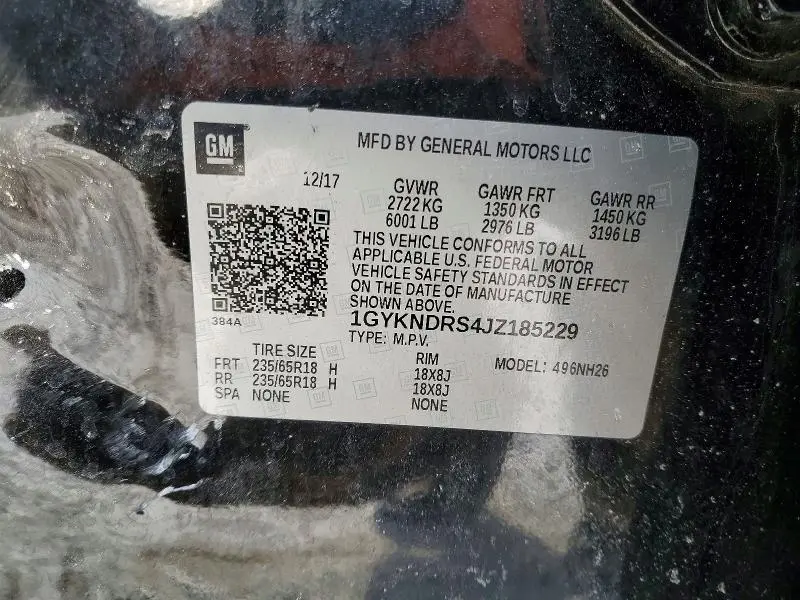 GM
MFD BY GENERAL MOTORS LLC
12/17
GVWR GAWR FRT GAWR RR
2722 KG 1350 KG 1450 KG
6001 LB 2976 LB 3196 LB
THIS VEHICLE CONFORMS TO ALL
APPLICABLE U.S. FEDERAL MOTOR
VEHICLE SAFETY STANDARDS IN EFFECT
ON THE DATE OF MANUFACTURE
SHOWN ABOVE.
384A
1GYKNDRS4JZ185229
TYPE: M.P.V.
TIRE SIZE RIM MODEL: 496NH26
FRT 235/65R18 H 18X8J
RR 235/65R18 H 18X8J
SPA NONE NONE